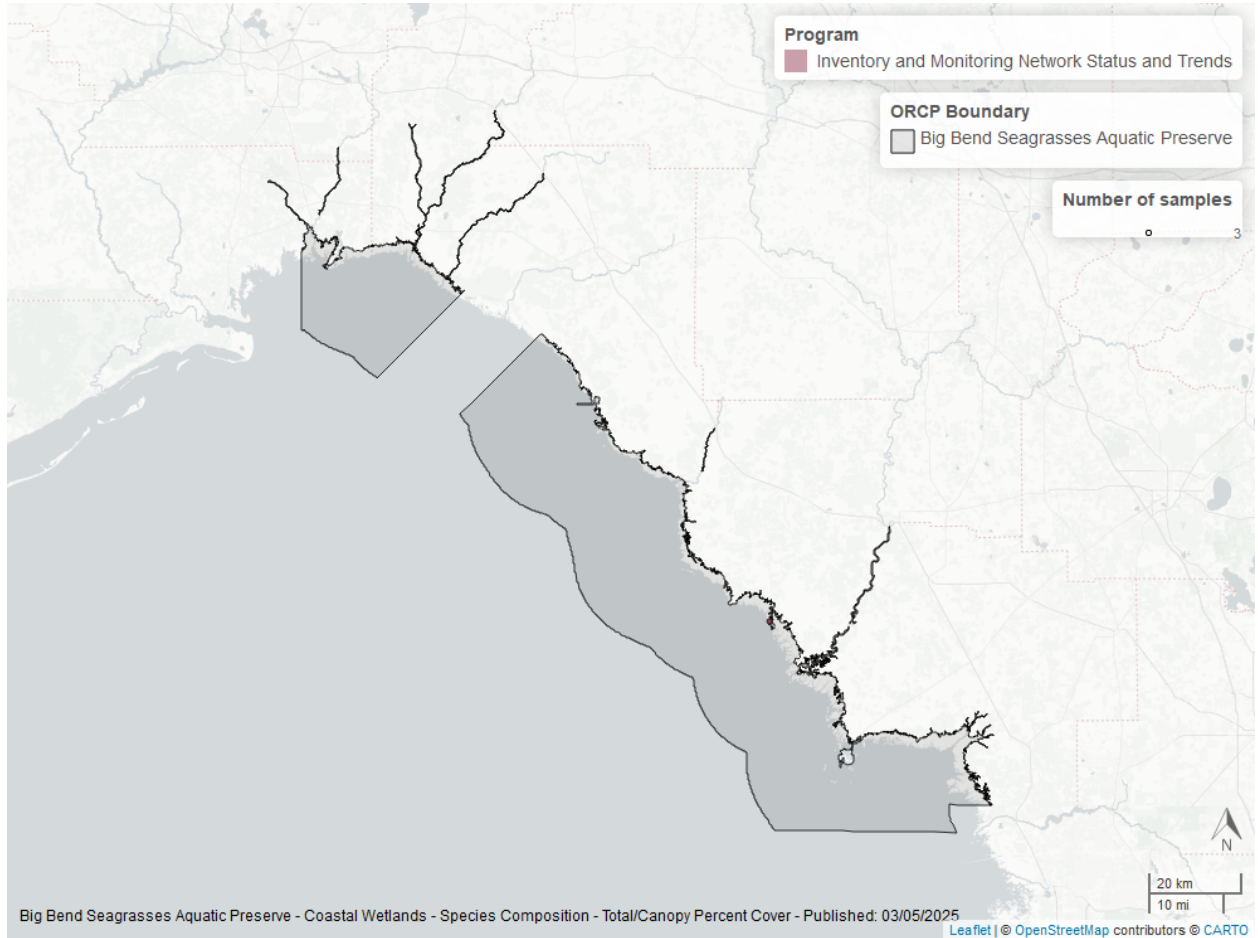 Program
Inventory and Monitoring Network Status and Trends
ORCP Boundary
Big Bend Seagrasses Aquatic Preserve
Number of samples
3
N
20 km
10 mi
Big Bend Seagrasses Aquatic Preserve - Coastal Wetlands - Species Composition - Total/Canopy Percent Cover - Published: 03/05/2025
Leaflet | © OpenStreetMap contributors © CARTO